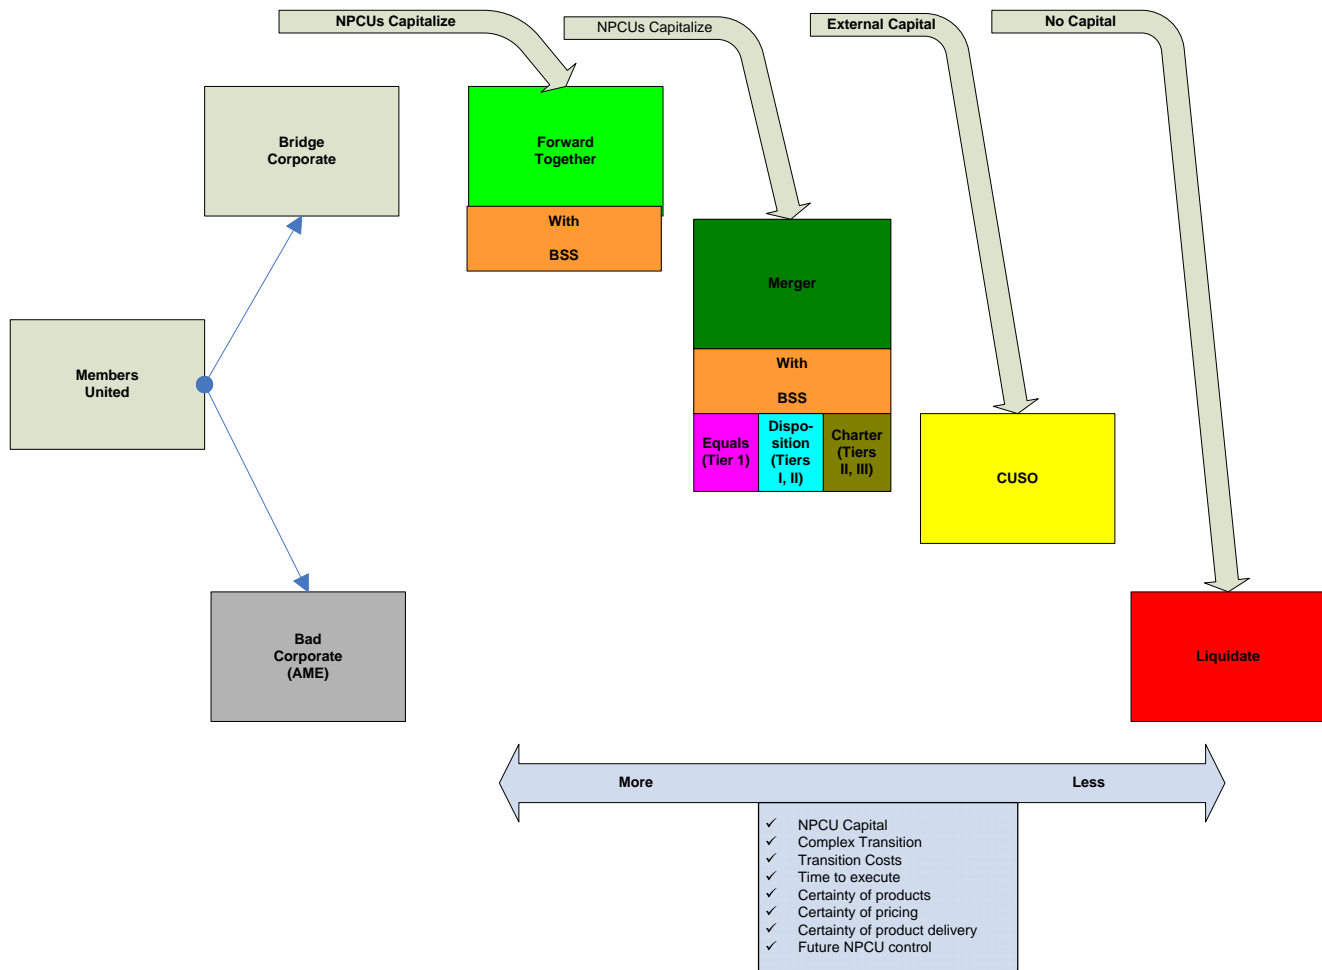 NPCUs Capitalize
NPCUs Capitalize
External Capital
No Capital
Bridge
Corporate
Forward
Together
With
BSS
Members
United
Merger
With
BSS
Equals
(Tier 1)
Dispo-
sition
(Tiers
I, II)
Charter
(Tiers
II, III)
CUSO
Bad
Corporate
(AME)
Liquidate
More
Less
✓ NPCU Capital
✓ Complex Transition
✓ Transition Costs
✓ Time to execute
✓ Certainty of products
✓ Certainty of pricing
✓ Certainty of product delivery
✓ Future NPCU control